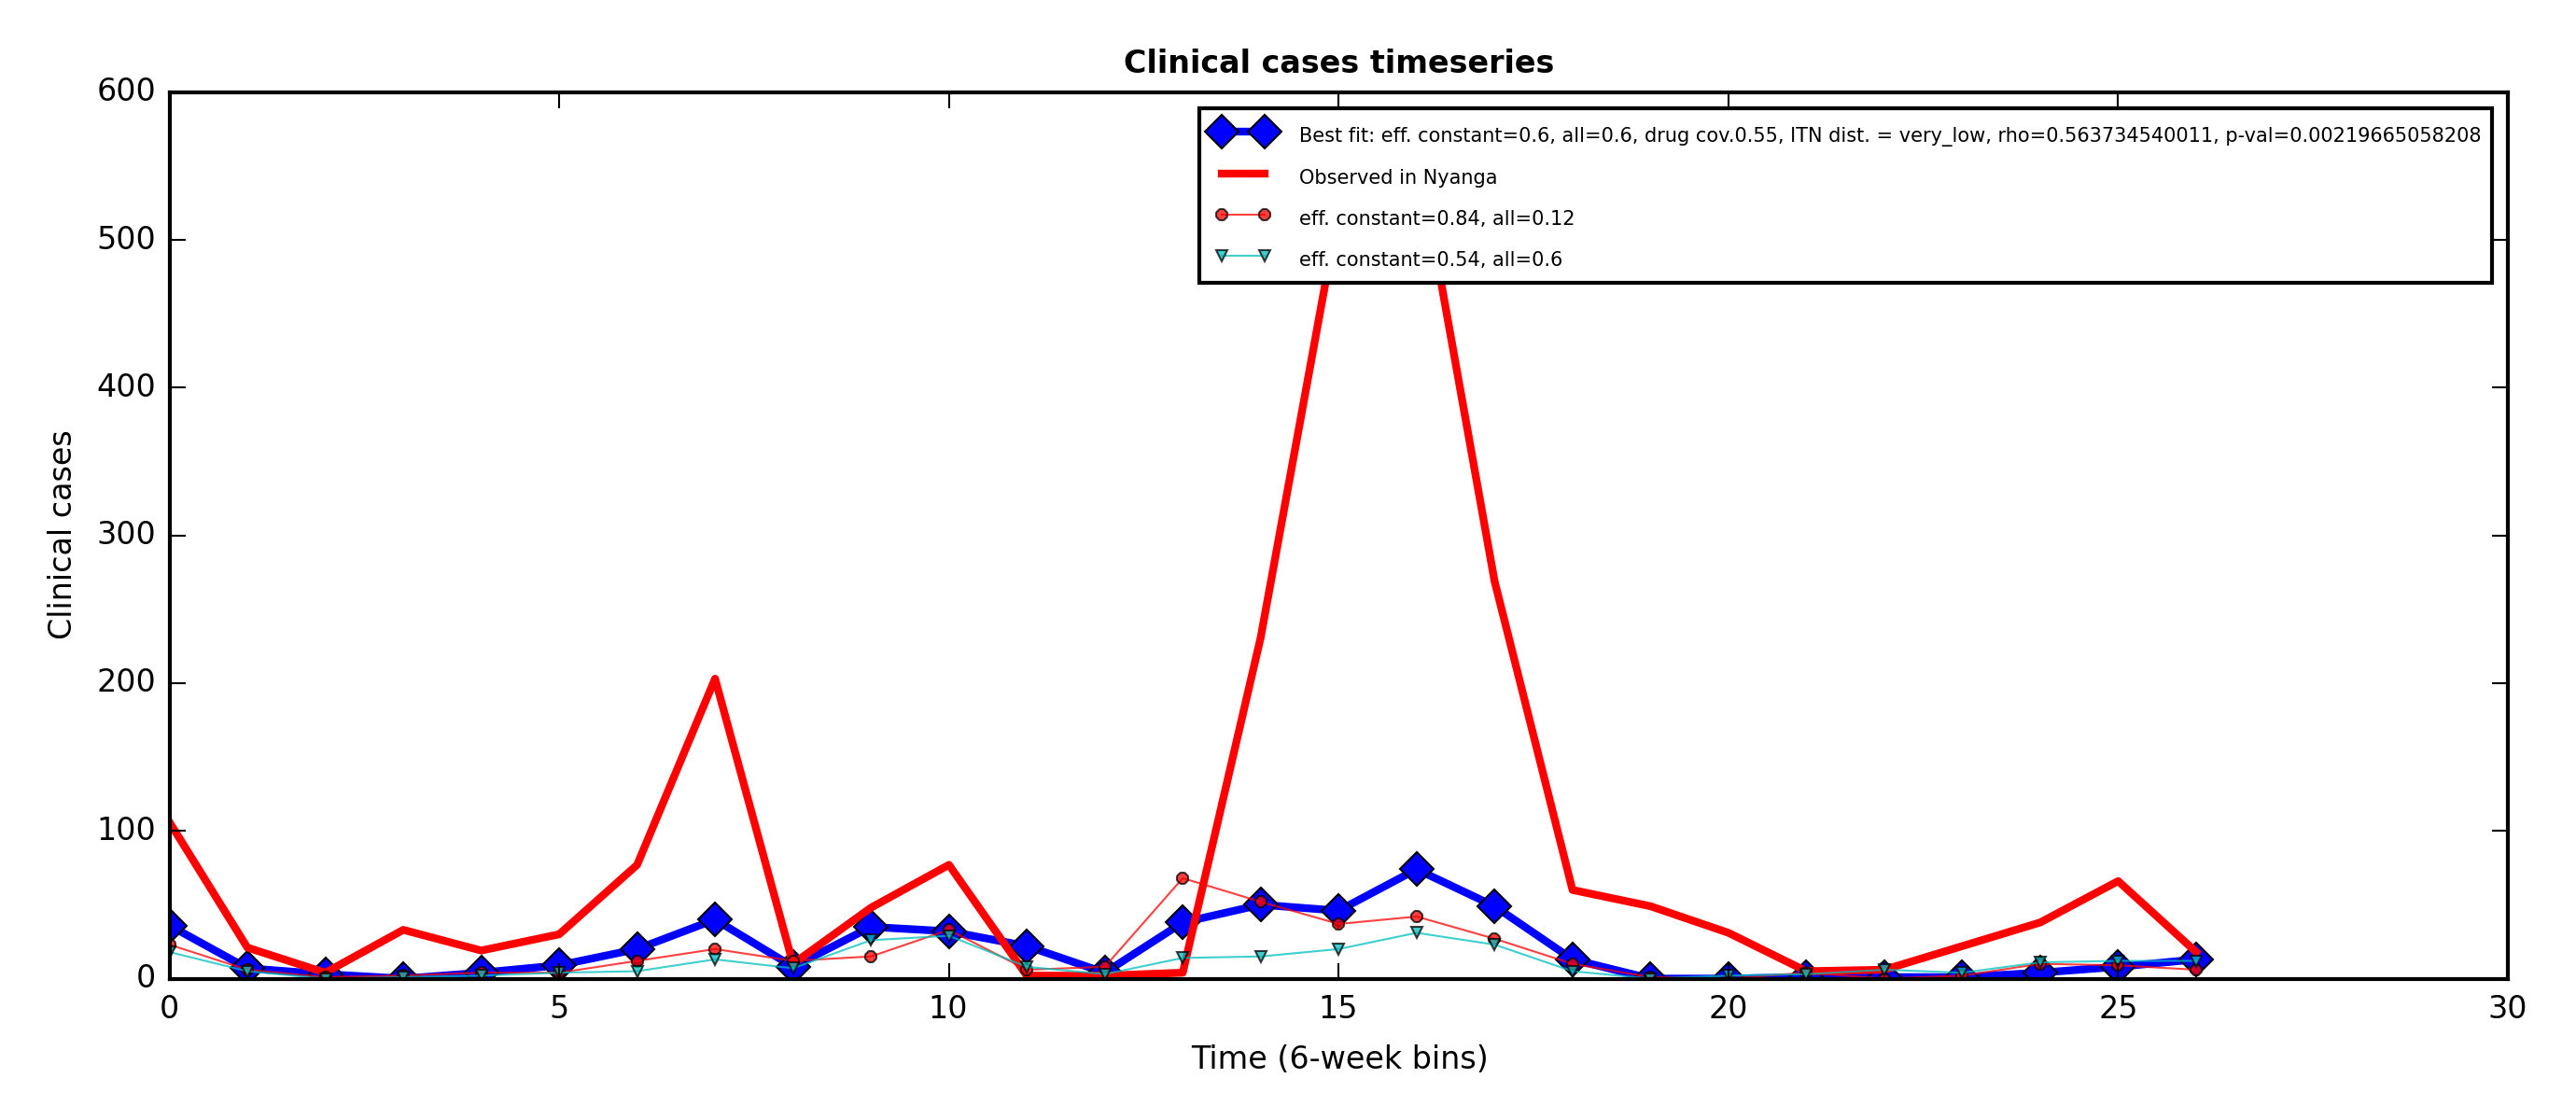 Clinical cases timeseries
600
500
400
300
200
100
0
Clinical cases
Best fit: eff. constant=0.6, all=0.6, drug cov.0.55, ITN dist. = very_low, rho=0.563734540011, p-val=0.00219665058208
Observed in Nyanga
eff. constant=0.84, all=0.12
eff. constant=0.54, all=0.6
0 5 10 15 20 25 30
Time (6-week bins)